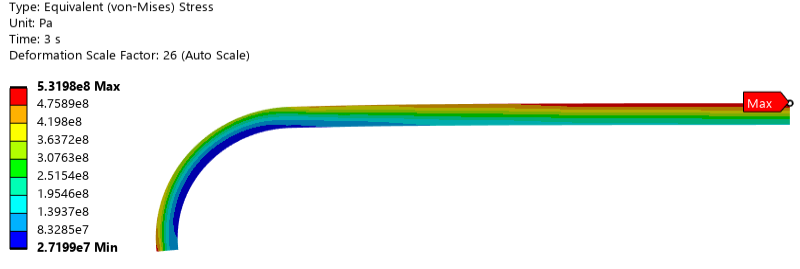 Type: Equivalent (von-Mises) Stress
Unit: Pa
Time: 3 s
Deformation Scale Factor: 26 (Auto Scale)
5.3198e8 Max
4.7589e8
4.198e8
3.6372e8
3.0763e8
2.5154e8
1.9546e8
1.3937e8
8.3285e7
2.7199e7 Min
Max